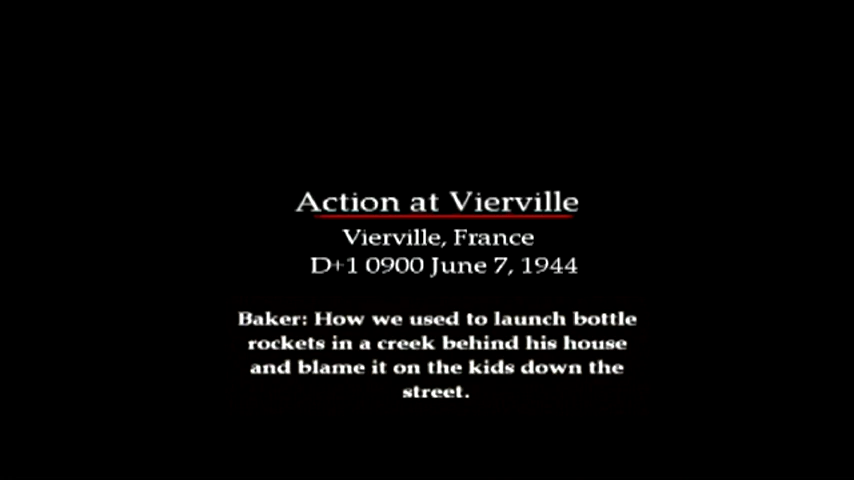 Action at Vierville
Vierville, France
D+1 0900 June 7, 1944
Baker: How we used to launch bottle
rockets in a creek behind his house
and blame it on the kids down the
street.